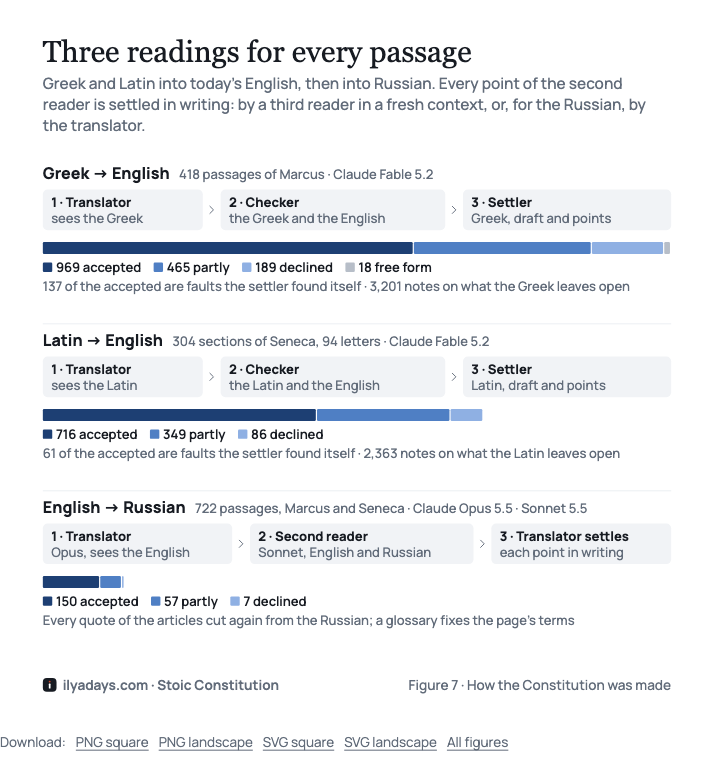 Three readings for every passage
Greek and Latin into today's English, then into Russian. Every point of the second
reader is settled in writing: by a third reader in a fresh context, or, for the Russian, by
the translator.
Greek → English 418 passages of Marcus · Claude Fable 5.2
1 · Translator
sees the Greek
2 · Checker
the Greek and the English
3 · Settler
Greek, draft and points
969 accepted 465 partly 189 declined 18 free form
137 of the accepted are faults the settler found itself · 3,201 notes on what the Greek leaves open
Latin → English 304 sections of Seneca, 94 letters · Claude Fable 5.2
1 · Translator
sees the Latin
2 · Checker
the Latin and the English
3 · Settler
Latin, draft and points
716 accepted 349 partly 86 declined
61 of the accepted are faults the settler found itself · 2,363 notes on what the Latin leaves open
English → Russian 722 passages, Marcus and Seneca · Claude Opus 5.5 · Sonnet 5.5
1 · Translator
Opus, sees the English
2 · Second reader
Sonnet, English and Russian
3 · Translator settles
each point in writing
150 accepted 57 partly 7 declined
Every quote of the articles cut again from the Russian; a glossary fixes the page's terms
i ilyadays.com · Stoic Constitution
Figure 7 · How the Constitution was made
Download: PNG square PNG landscape SVG square SVG landscape All figures